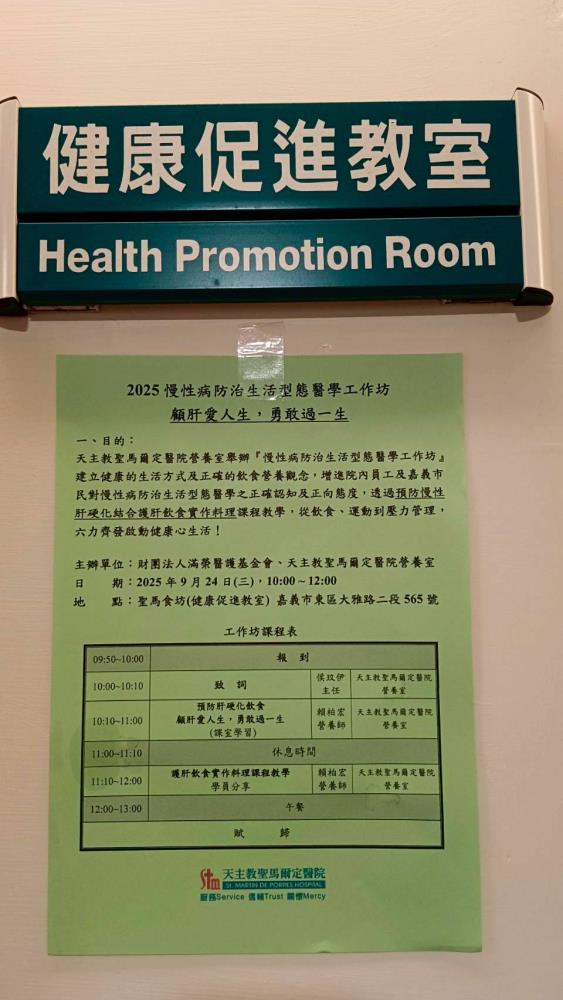 健康促進教室
Health Promotion Room
2025 慢性病防治生活型態醫學工作坊
顧肝愛人生，勇敢過一生
一、目的：
天主教聖馬爾定醫院營養室舉辦『慢性病防治生活型態醫學工作坊』
建立健康的生活方式及正確的飲食營養觀念，增進院內員工及嘉義市
民對慢性病防治生活型態醫學之正確認知及正向態度，透過預防慢性
肝硬化結合護肝飲食實作料理課程教學，從飲食、運動到壓力管理，
六力齊發啟動健康心生活！
主辦單位：財團法人滿榮醫護基金會、天主教聖馬爾定醫院營養室
日　　期：2025 年 9 月 24 日(三)，10:00～12:00
地　　點：聖馬食坊(健康促進教室) 嘉義市東區大雅路二段 565 號
工作坊課程表
09:50~10:00 報 到
10:00~10:10 致 詞 侯玟伊 主任 天主教聖馬爾定醫院 營養室
10:10~11:00 預防肝硬化飲食 顧肝愛人生，勇敢過一生 (課室學習) 賴柏宏 營養師 天主教聖馬爾定醫院 營養室
11:00~11:10 休息時間
11:10~12:00 護肝飲食實作料理課程教學 學員分享 賴柏宏 營養師 天主教聖馬爾定醫院 營養室
12:00~13:00 午餐
賦 歸
Stm 天主教聖馬爾定醫院
ST. MARTIN DE PORRES HOSPITAL
服務Service 信輔Trust 關懷Mercy